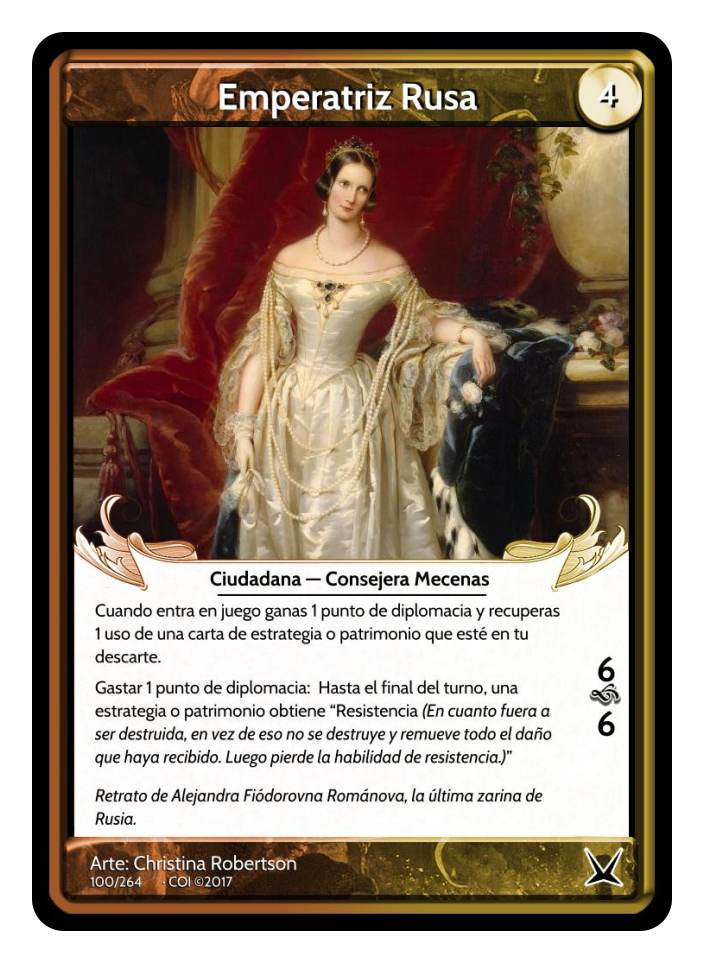 Emperatriz Rusa
4
Ciudadana — Consejera Mecenas
Cuando entra en juego ganas 1 punto de diplomacia y recuperas
1 uso de una carta de estrategia o patrimonio que esté en tu
descarte.
Gastar 1 punto de diplomacia: Hasta el final del turno, una
estrategia o patrimonio obtiene “Resistencia (En cuanto fuera a
ser destruida, en vez de eso no se destruye y remueve todo el daño
que haya recibido. Luego pierde la habilidad de resistencia.)”
6
6
Retrato de Alejandra Fiódorovna Románova, la última zarina de
Rusia.
Arte: Christina Robertson
100/264 · COI ©2017